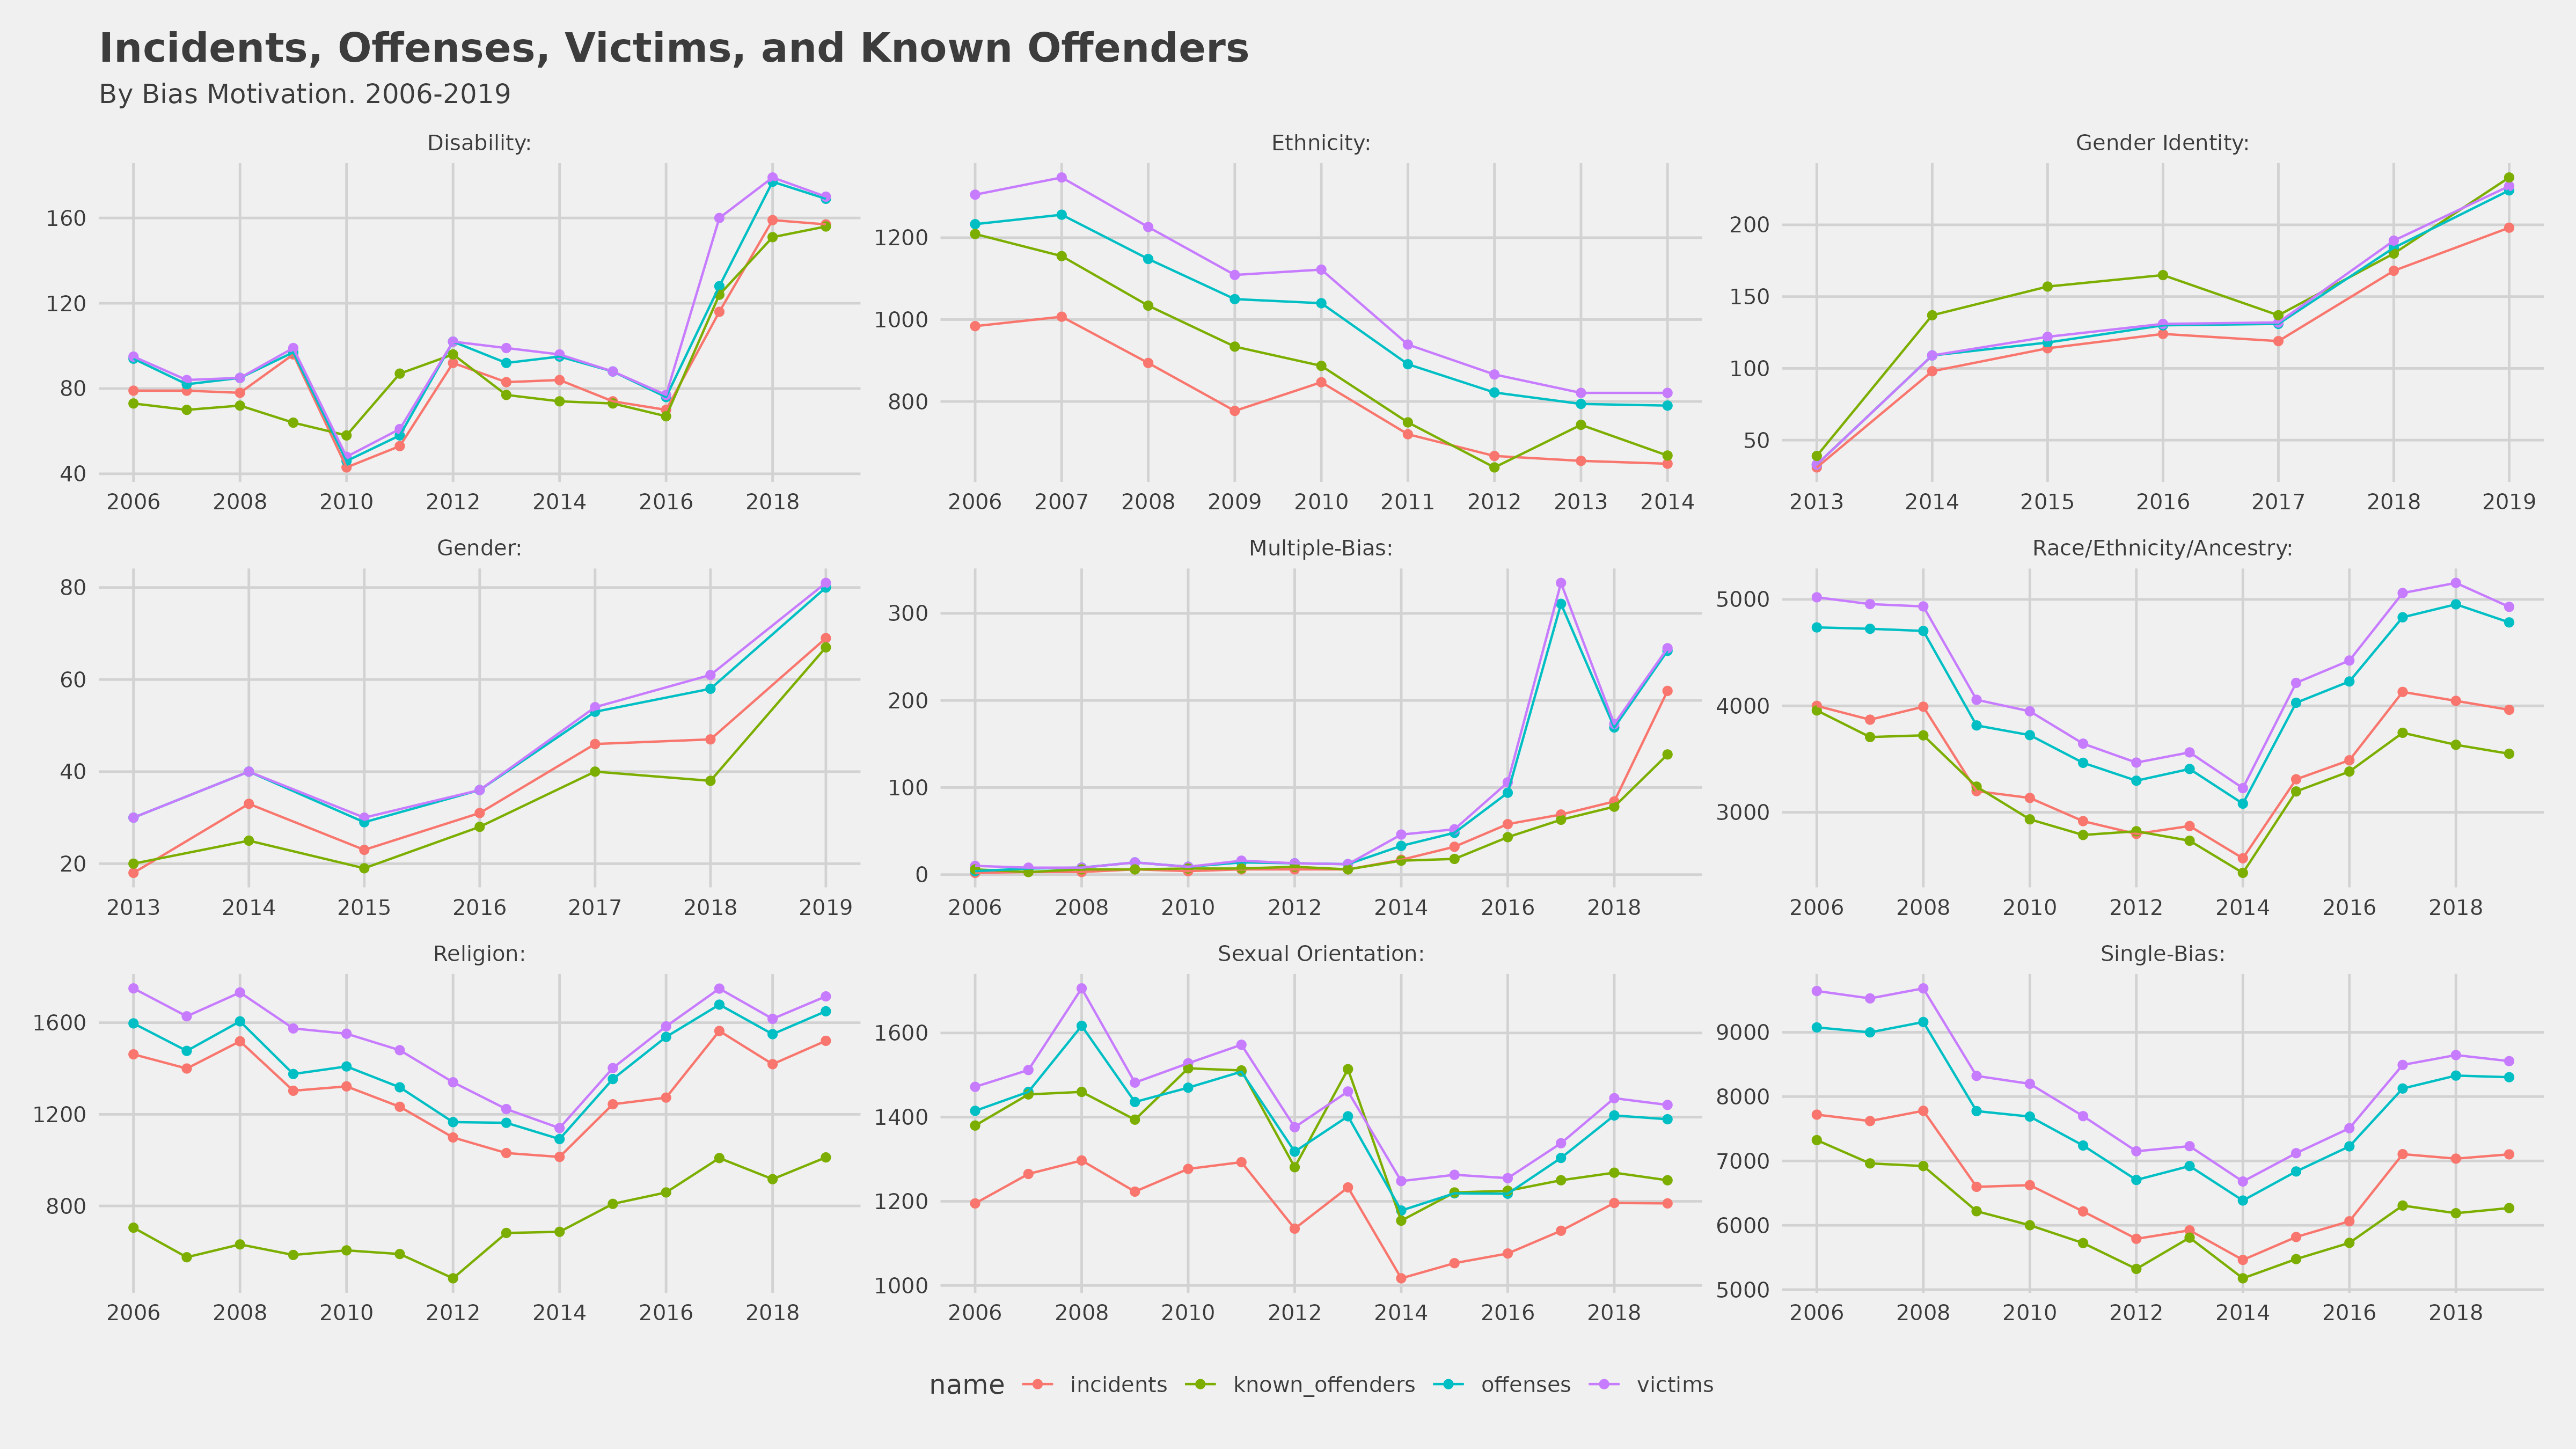 Incidents, Offenses, Victims, and Known Offenders
By Bias Motivation. 2006-2019
Disability:
160
120
80
40
2006 2008 2010 2012 2014 2016 2018
Ethnicity:
1200
1000
800
2006 2007 2008 2009 2010 2011 2012 2013 2014
Gender Identity:
200
150
100
50
2013 2014 2015 2016 2017 2018 2019
Gender:
80
60
40
20
2013 2014 2015 2016 2017 2018 2019
Multiple-Bias:
300
200
100
0
2006 2008 2010 2012 2014 2016 2018
Race/Ethnicity/Ancestry:
5000
4000
3000
2006 2008 2010 2012 2014 2016 2018
Religion:
1600
1200
800
2006 2008 2010 2012 2014 2016 2018
Sexual Orientation:
1600
1400
1200
1000
2006 2008 2010 2012 2014 2016 2018
Single-Bias:
9000
8000
7000
6000
5000
2006 2008 2010 2012 2014 2016 2018
name incidents known_offenders offenses victims